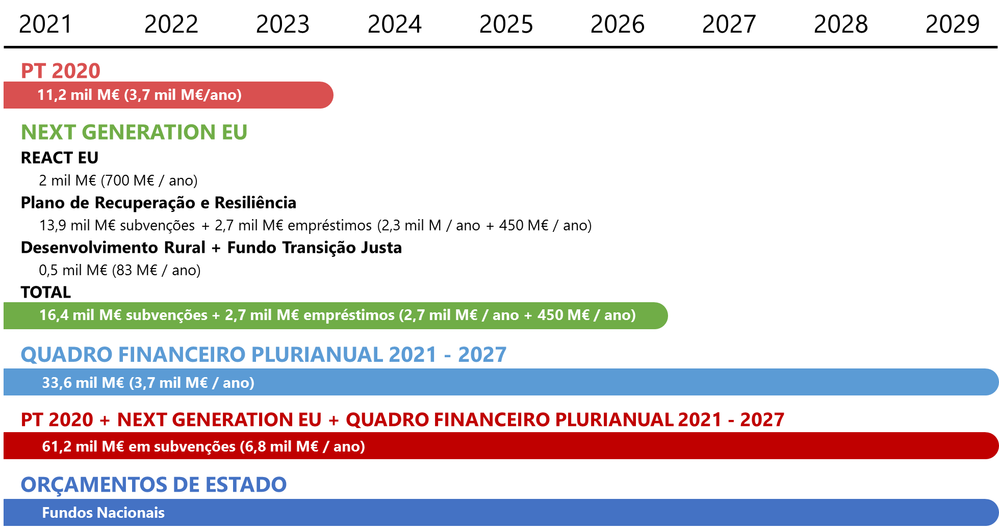 2021 2022 2023 2024 2025 2026 2027 2028 2029
PT 2020
11,2 mil M€ (3,7 mil M€/ano)
NEXT GENERATION EU
REACT EU
2 mil M€ (700 M€ / ano)
Plano de Recuperação e Resiliência
13,9 mil M€ subvenções + 2,7 mil M€ empréstimos (2,3 mil M / ano + 450 M€ / ano)
Desenvolvimento Rural + Fundo Transição Justa
0,5 mil M€ (83 M€ / ano)
TOTAL
16,4 mil M€ subvenções + 2,7 mil M€ empréstimos (2,7 mil M€ / ano + 450 M€ / ano)
QUADRO FINANCEIRO PLURIANUAL 2021 - 2027
33,6 mil M€ (3,7 mil M€ / ano)
PT 2020 + NEXT GENERATION EU + QUADRO FINANCEIRO PLURIANUAL 2021 - 2027
61,2 mil M€ em subvenções (6,8 mil M€ / ano)
ORÇAMENTOS DE ESTADO
Fundos Nacionais